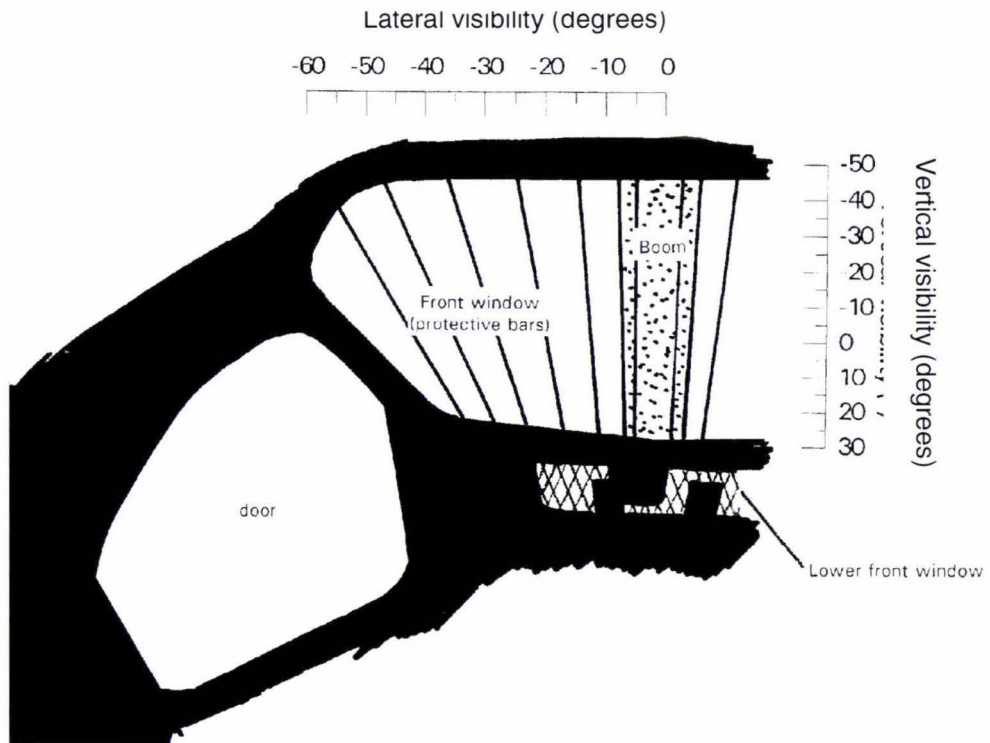 Lateral visibility (degrees)
-60 -50 -40 -30 -20 -10 0
-50
-40
-30
-20
-10
0
10
20
30
Vertical visibility (degrees)
Boom
Front window
(protective bars)
door
Lower front window